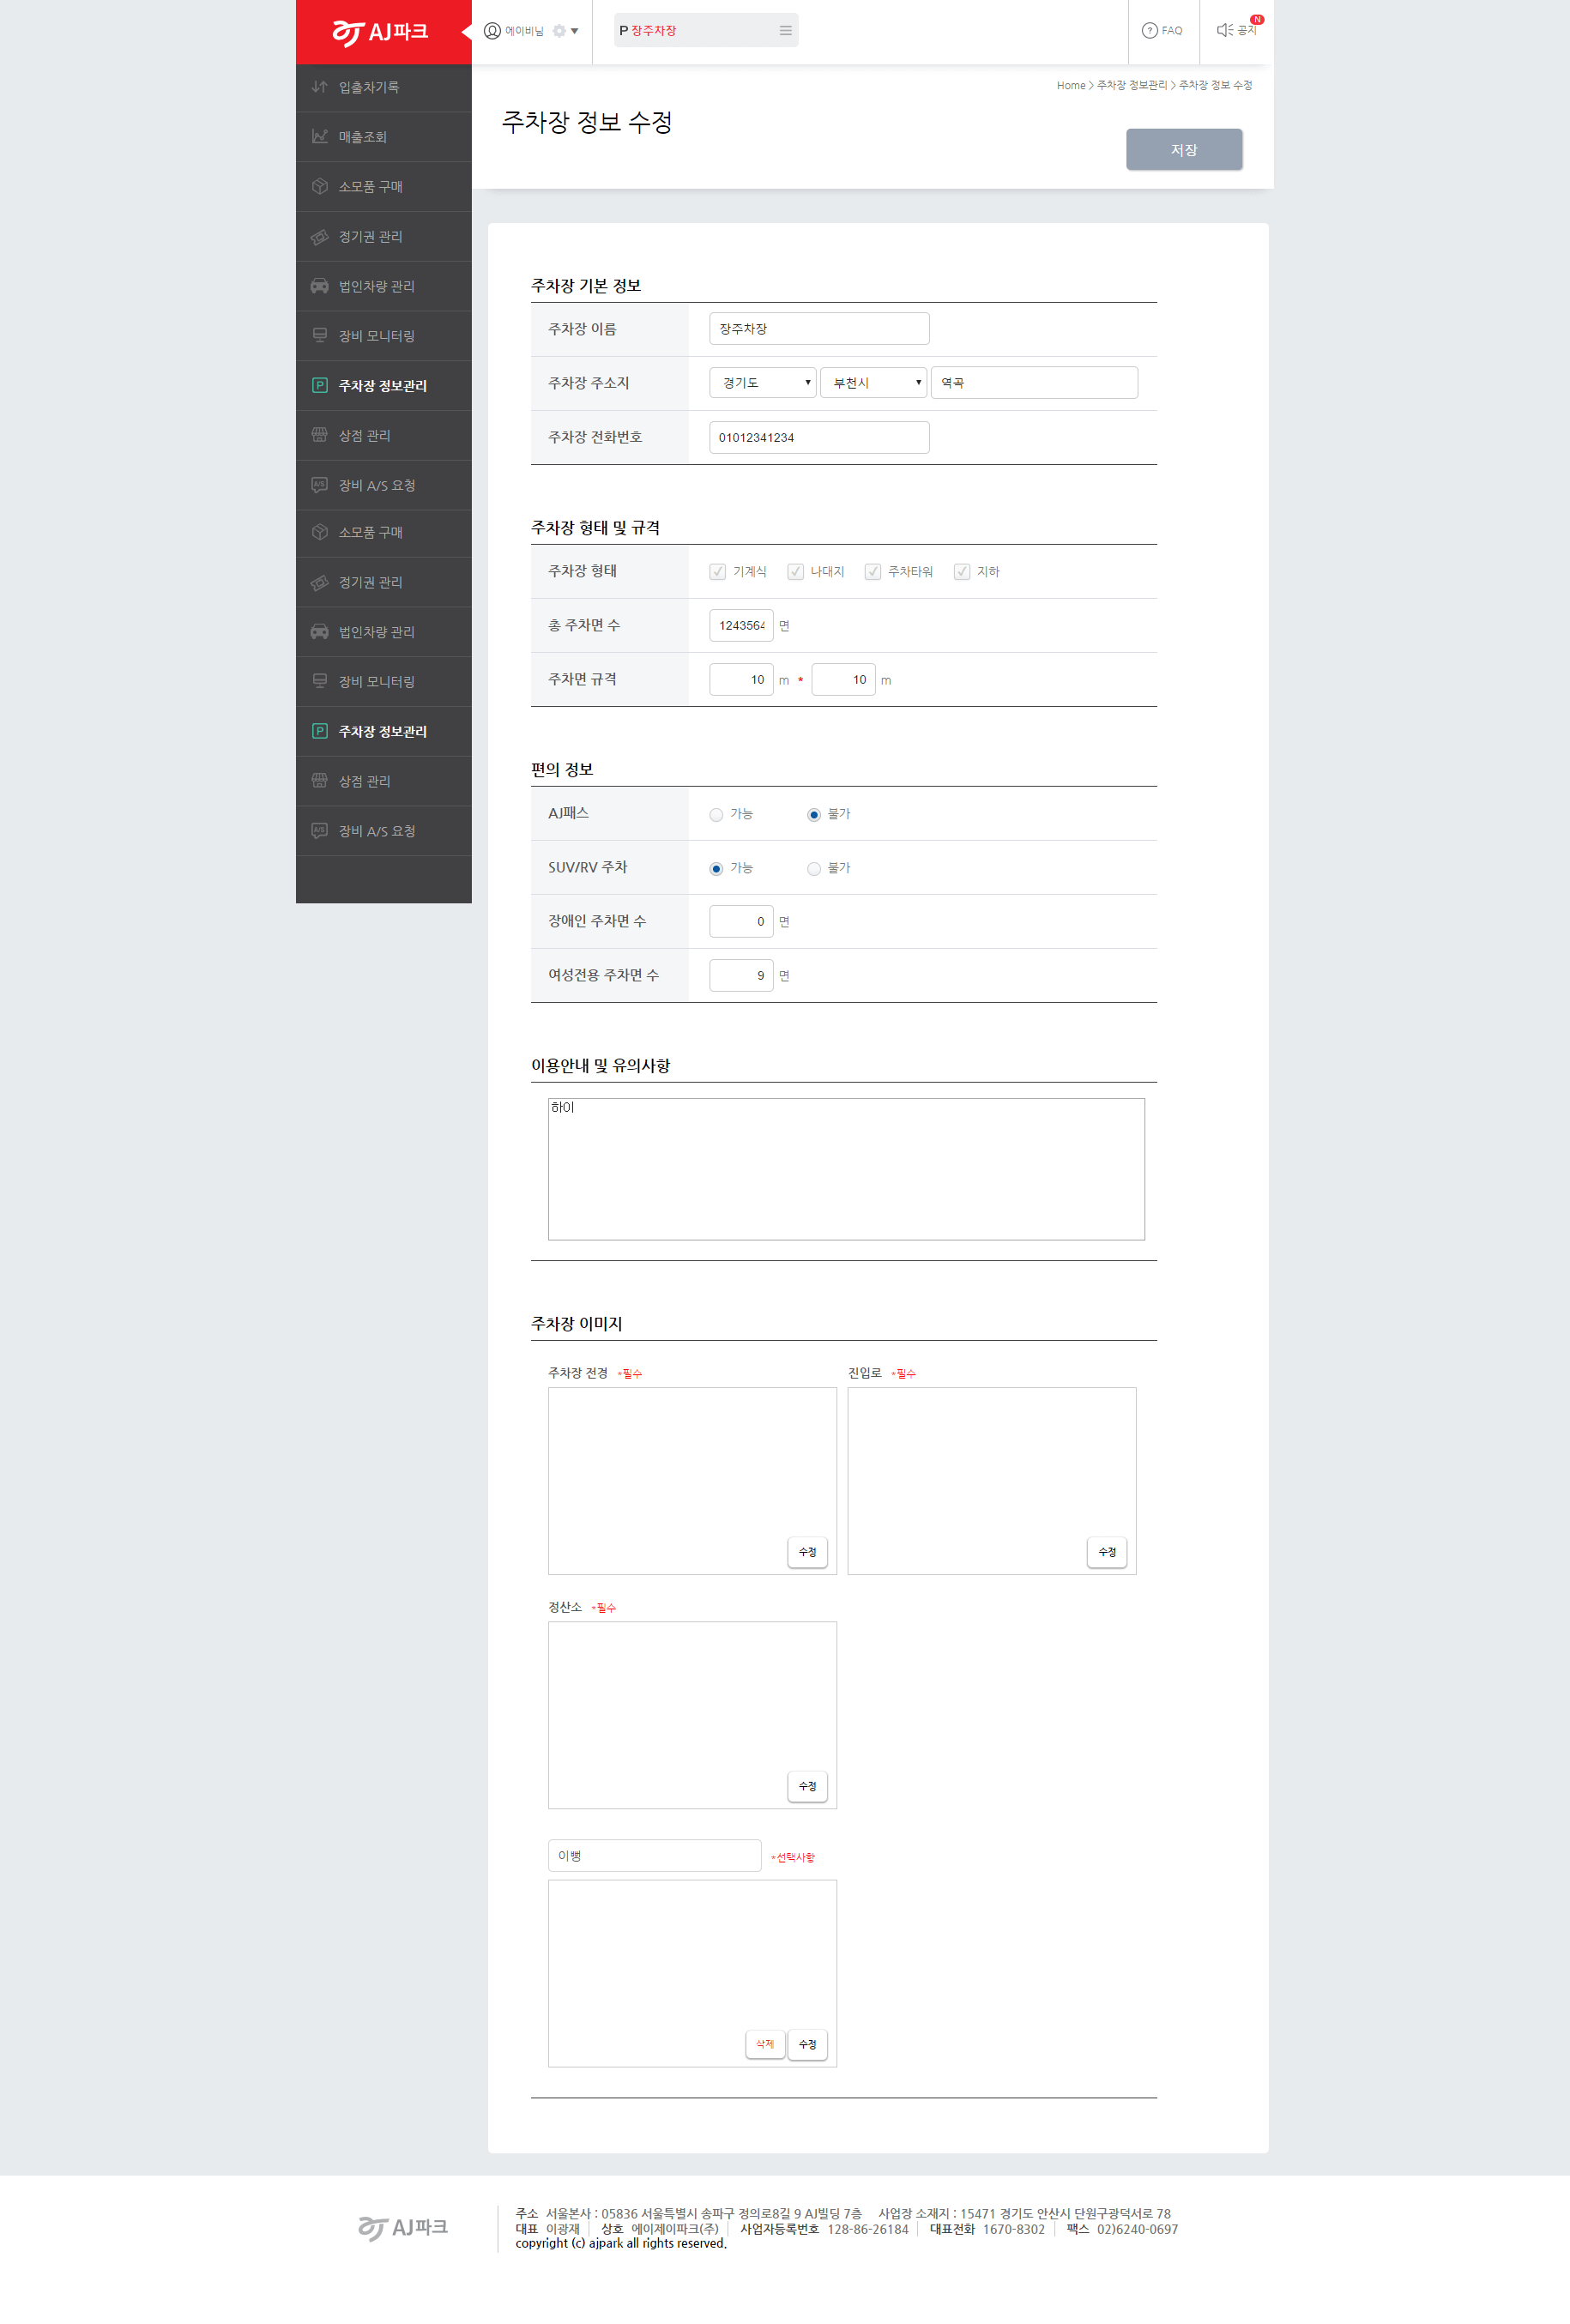 AJ파크
에이비님
P 장주차장
FAQ
공지
N
입출차기록
매출조회
소모품 구매
정기권 관리
법인차량 관리
장비 모니터링
주차장 정보관리
상점 관리
장비 A/S 요청
소모품 구매
정기권 관리
법인차량 관리
장비 모니터링
주차장 정보관리
상점 관리
장비 A/S 요청
Home > 주차장 정보관리 > 주차장 정보 수정
주차장 정보 수정
저장
주차장 기본 정보
주차장 이름 장주차장
주차장 주소지 경기도 부천시 역곡
주차장 전화번호 01012341234
주차장 형태 및 규격
주차장 형태 기계식 나대지 주차타워 지하
총 주차면 수 1243564 면
주차면 규격 10 m * 10 m
편의 정보
AJ패스 가능 불가
SUV/RV 주차 가능 불가
장애인 주차면 수 0 면
여성전용 주차면 수 9 면
이용안내 및 유의사항
하이
주차장 이미지
주차장 전경 *필수 진입로 *필수
수정 수정
정산소 *필수
수정
이뻥 *선택사항
삭제 수정
AJ파크
주소 서울본사 : 05836 서울특별시 송파구 정의로8길 9 AJ빌딩 7층 사업장 소재지 : 15471 경기도 안산시 단원구광덕서로 78
대표 이광재 상호 에이제이파크(주) 사업자등록번호 128-86-26184 대표전화 1670-8302 팩스 02)6240-0697
copyright (c) ajpark all rights reserved.